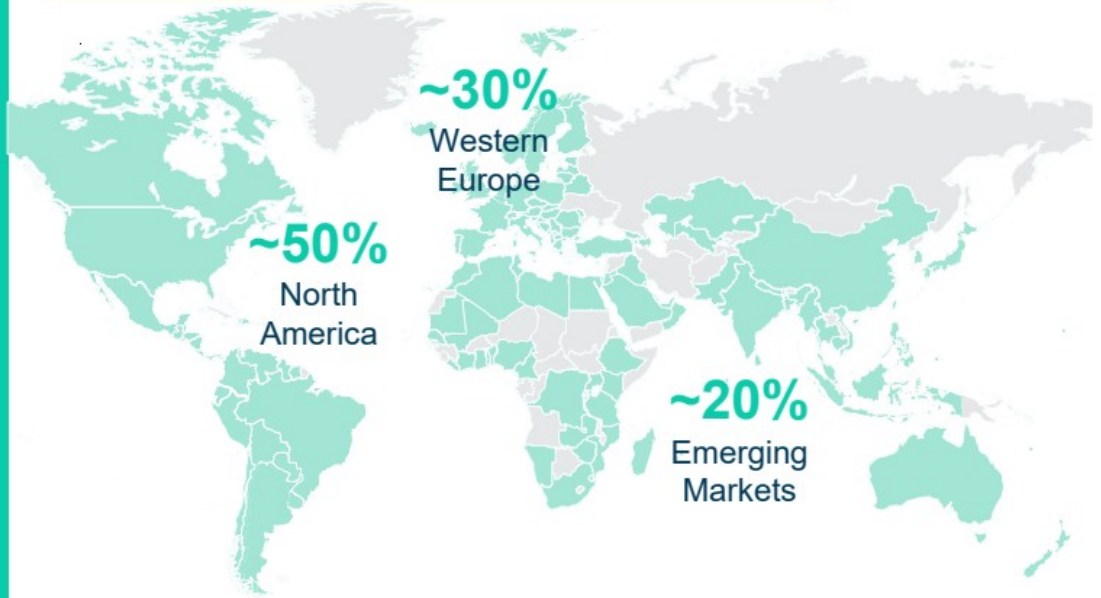 ~30%
Western
Europe
~50%
North
America
~20%
Emerging
Markets